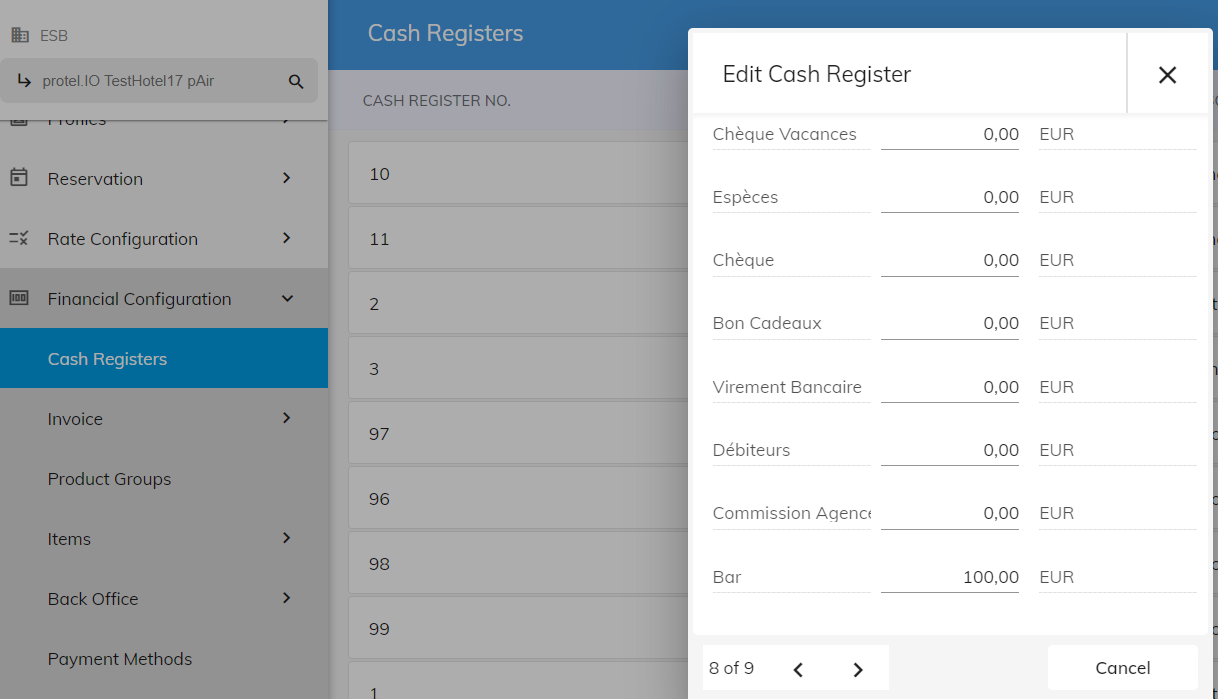 ESB
protel.IO TestHotel17 pAir
Profiles
Reservation
Rate Configuration
Financial Configuration
Cash Registers
Invoice
Product Groups
Items
Back Office
Payment Methods
Cash Registers
CASH REGISTER NO.
10
11
2
3
97
96
98
99
1
Edit Cash Register
Chèque Vacances 0,00 EUR
Espèces 0,00 EUR
Chèque 0,00 EUR
Bon Cadeaux 0,00 EUR
Virement Bancaire 0,00 EUR
Débiteurs 0,00 EUR
Commission Agence 0,00 EUR
Bar 100,00 EUR
8 of 9
Cancel